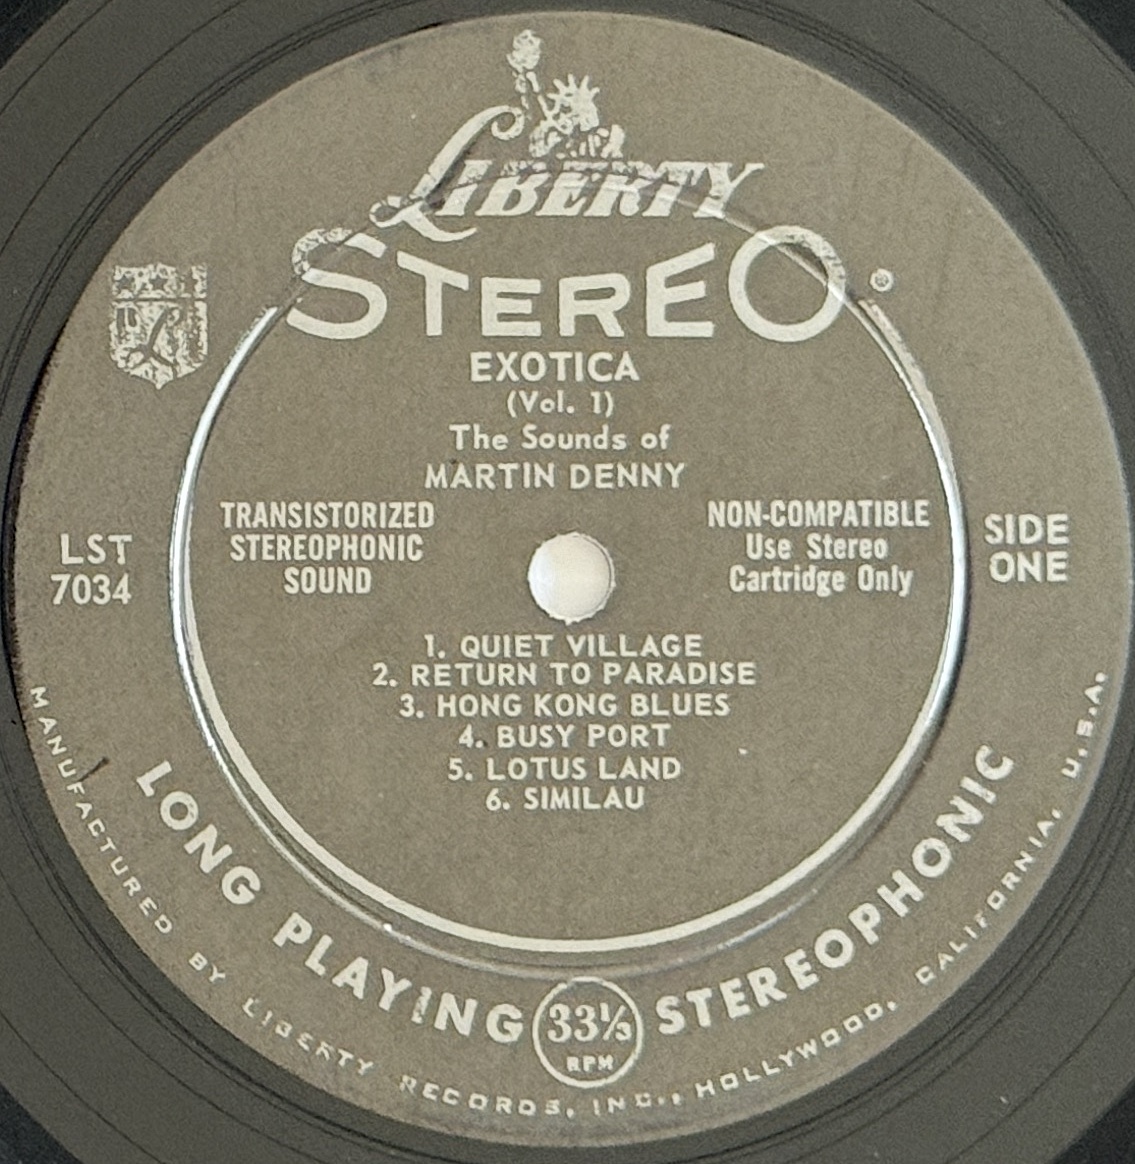 LIBERTY
STEREO
®
EXOTICA
(Vol. 1)
The Sounds of
MARTIN DENNY
TRANSISTORIZED
STEREOPHONIC
SOUND
NON-COMPATIBLE
Use Stereo
Cartridge Only
LST
7034
SIDE
ONE
1. QUIET VILLAGE
2. RETURN TO PARADISE
3. HONG KONG BLUES
4. BUSY PORT
5. LOTUS LAND
6. SIMILAU
LONG PLAYING 33⅓ RPM STEREOPHONIC
MANUFACTURED BY LIBERTY RECORDS, INC., HOLLYWOOD, CALIFORNIA, U.S.A.